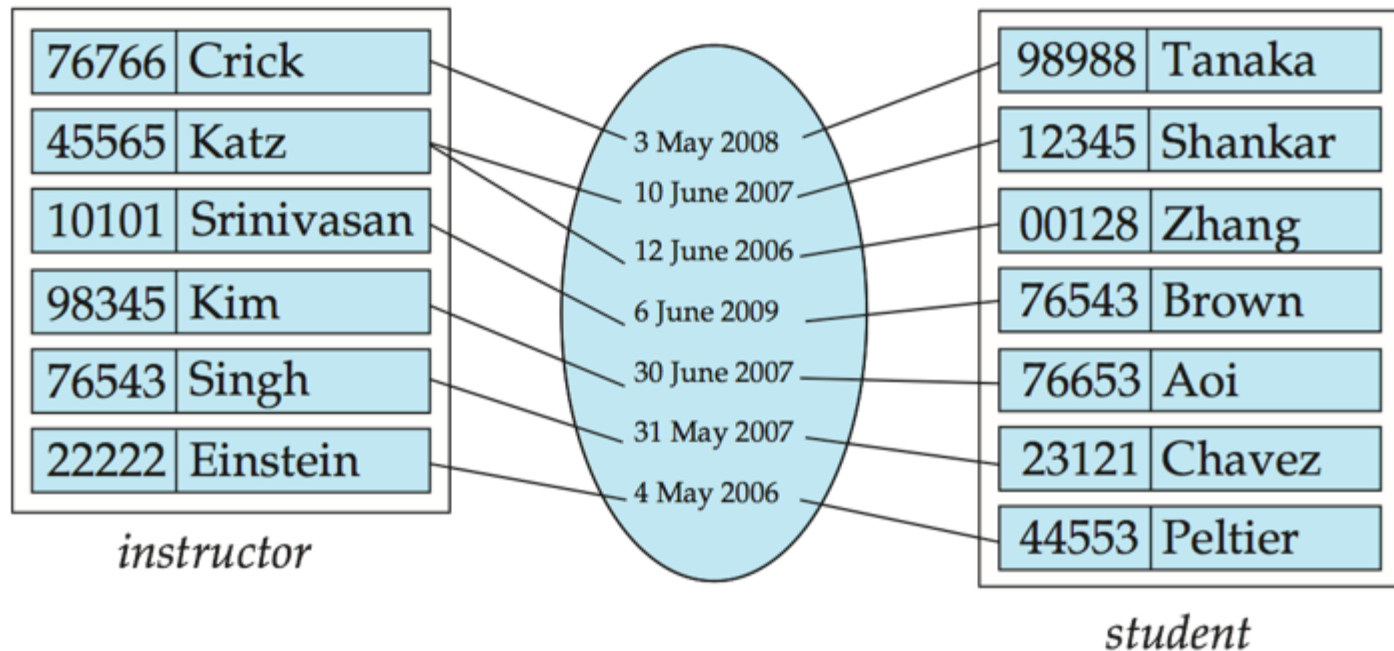 76766 Crick
45565 Katz
10101 Srinivasan
98345 Kim
76543 Singh
22222 Einstein
instructor
3 May 2008
10 June 2007
12 June 2006
6 June 2009
30 June 2007
31 May 2007
4 May 2006
98988 Tanaka
12345 Shankar
00128 Zhang
76543 Brown
76653 Aoi
23121 Chavez
44553 Peltier
student